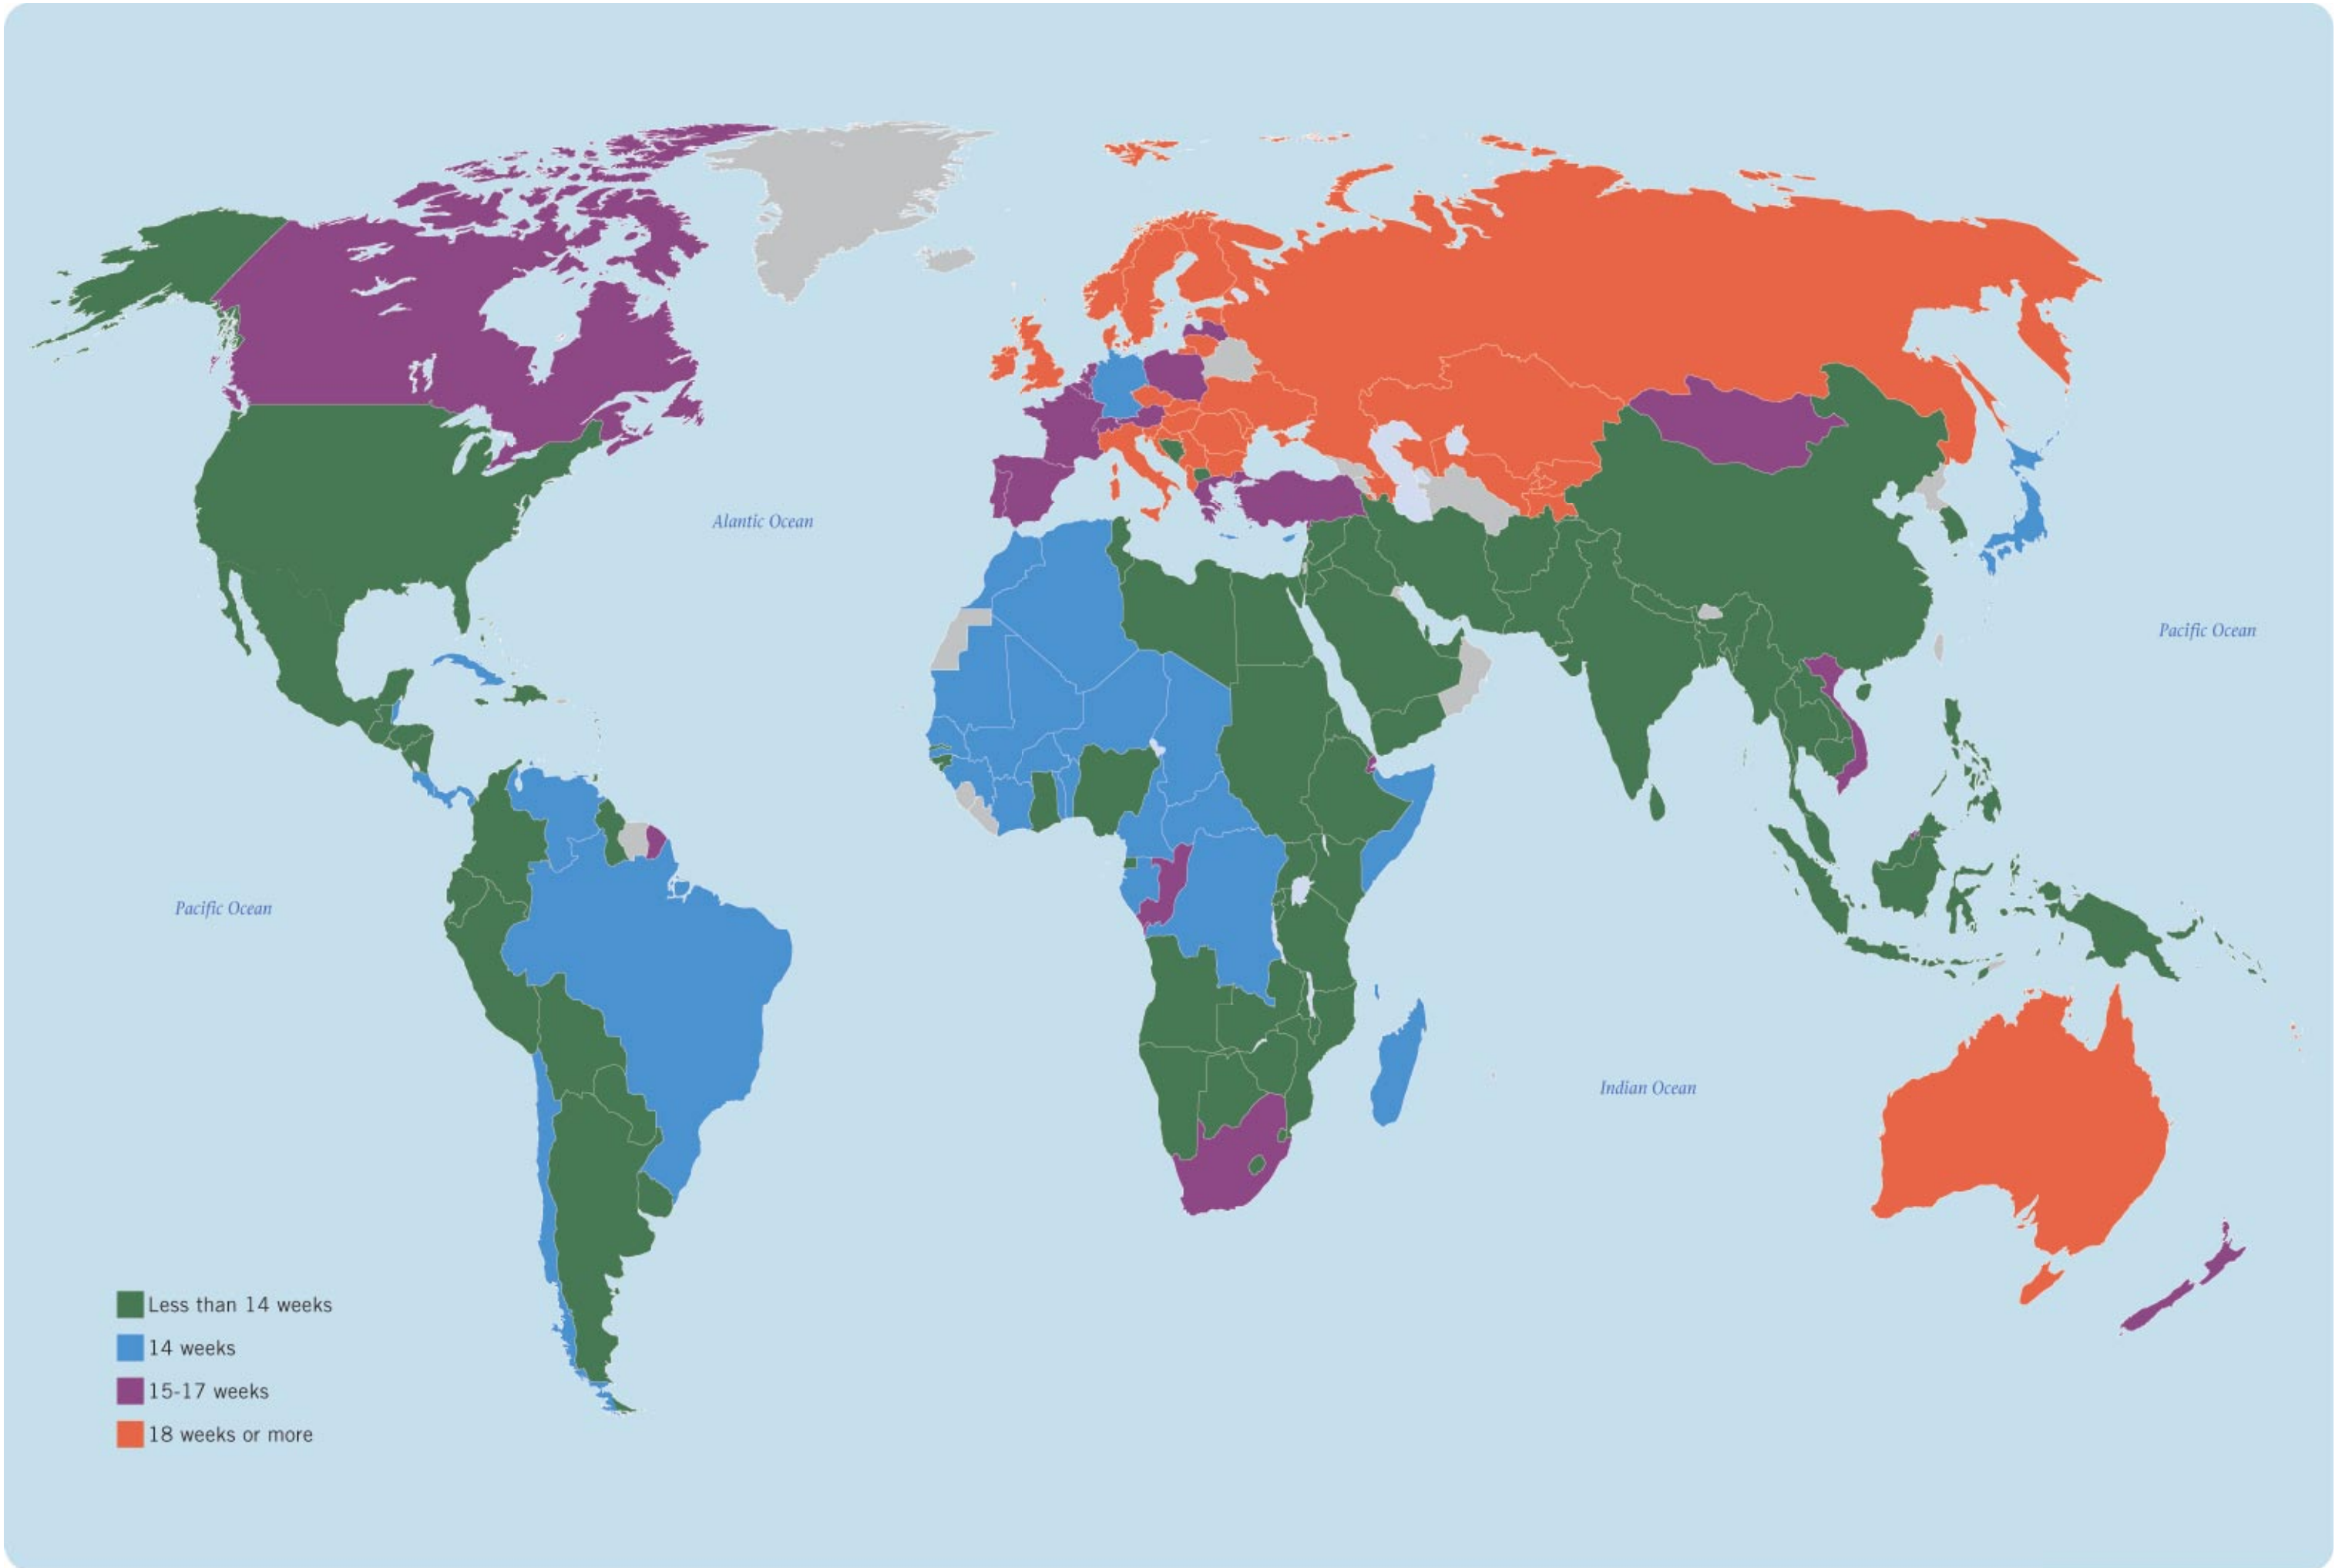 Alantic Ocean
Pacific Ocean
Pacific Ocean
Indian Ocean
Less than 14 weeks
14 weeks
15-17 weeks
18 weeks or more